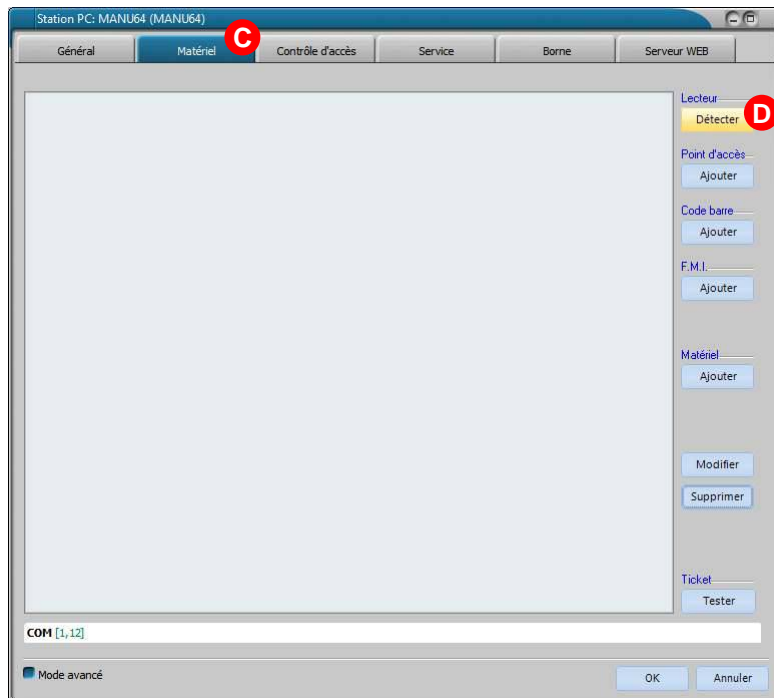 Station PC: MANU64 (MANU64)
Général Matériel C Contrôle d'accès Service Borne Serveur WEB
Lecteur
Détecter D
Point d'accès
Ajouter
Code barre
Ajouter
F.M.I.
Ajouter
Matériel
Ajouter
Modifier
Supprimer
Ticket
Tester
COM [1,12]
Mode avancé
OK Annuler